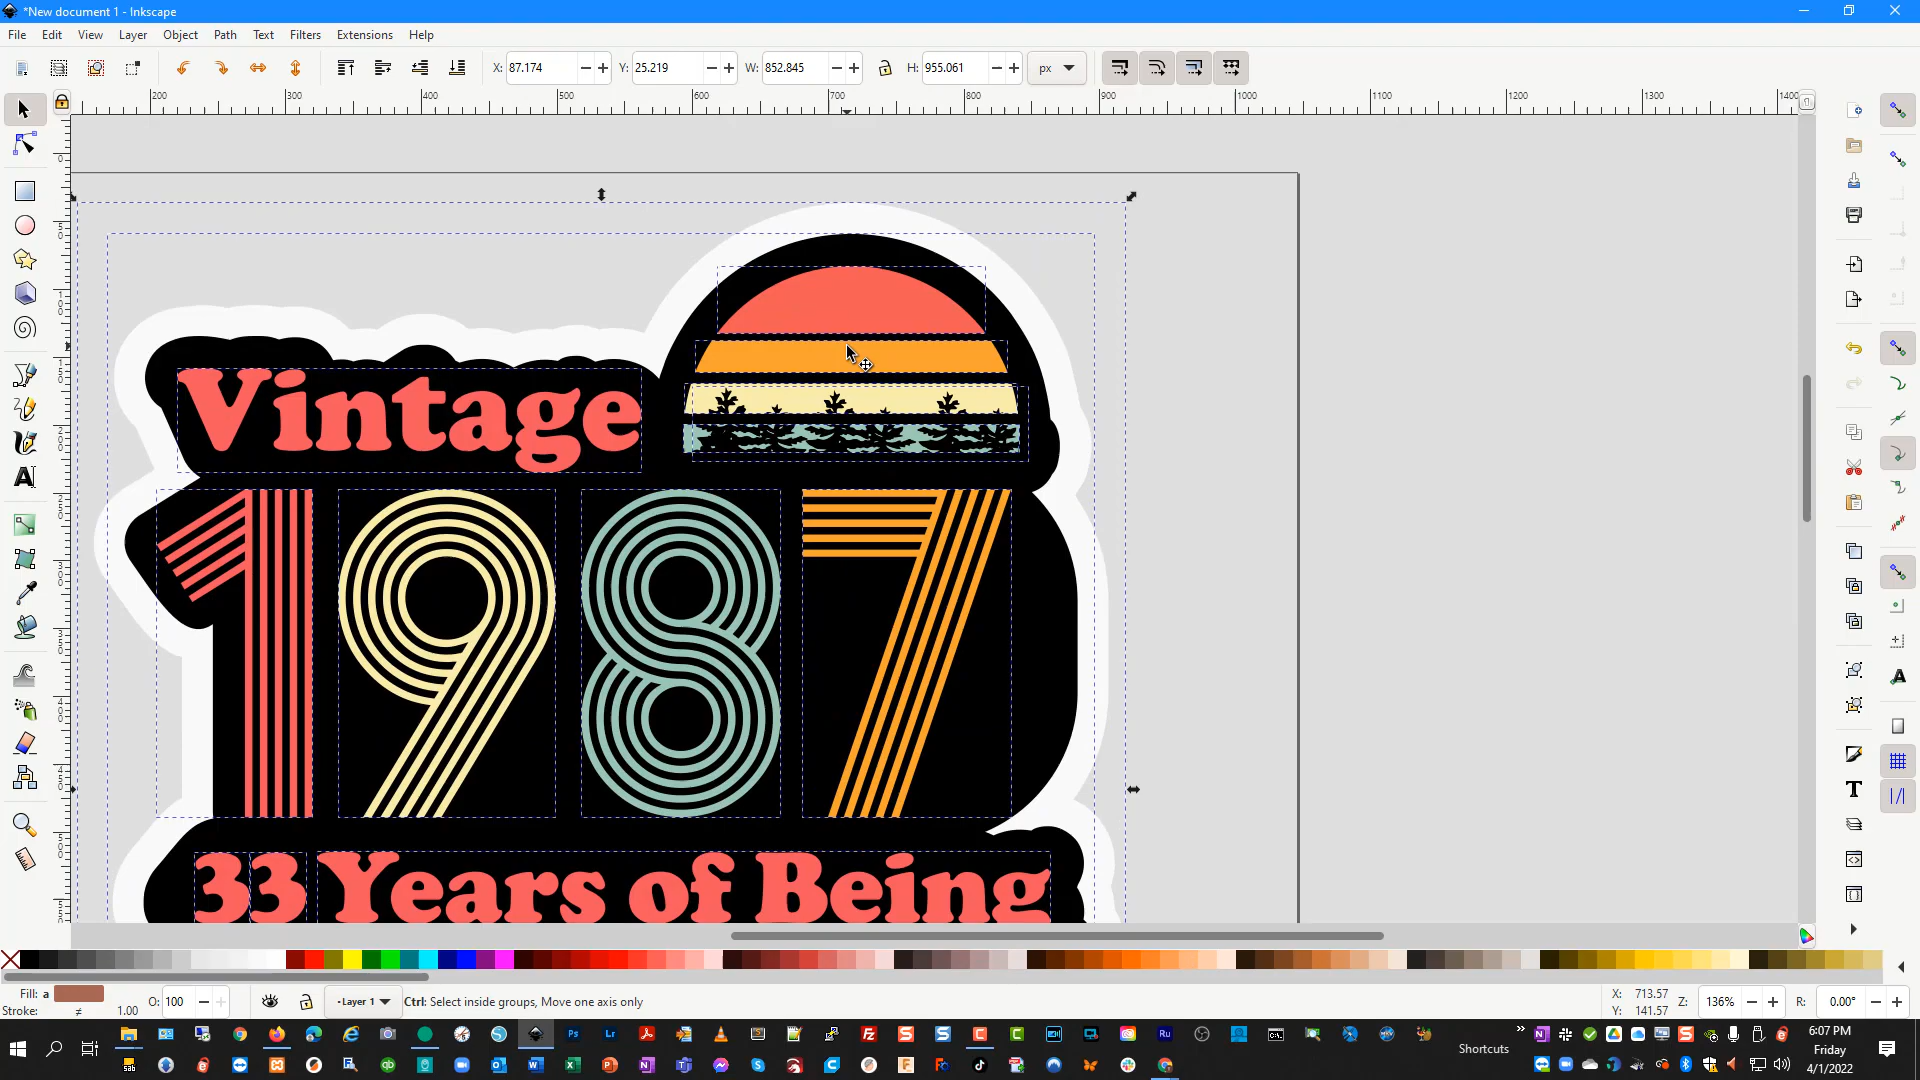 *New document 1 - Inkscape
File Edit View Layer Object Path Text Filters Extensions Help
X: 87.174 Y: 25.219 W: 852.845 H: 955.061 px
200 300 400 500 600 700 800 900 1000 1100 1200 1300 1400
Vintage
1987
33 Years of Being
Fill: a O: 100 Layer 1 Ctrl: Select inside groups, Move one axis only X: 713.57 Z: 136% R: 0.00°
Stroke: ≠ 1.00 Y: 141.57
Shortcuts
6:07 PM
Friday
4/1/2022